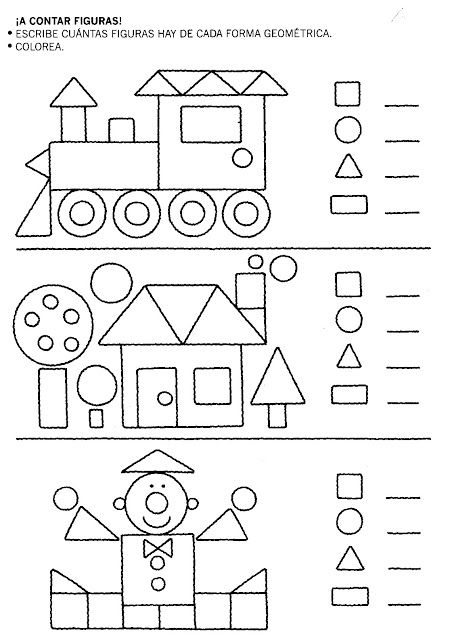 ¡A CONTAR FIGURAS!
• ESCRIBE CUÁNTAS FIGURAS HAY DE CADA FORMA GEOMÉTRICA.
• COLOREA.